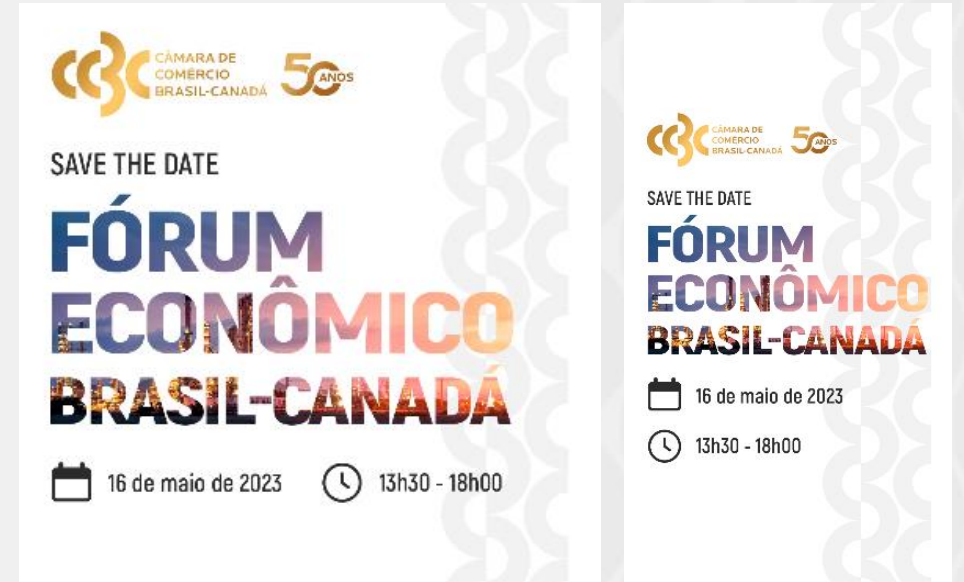 CÂMARA DE
COMÉRCIO
BRASIL-CANADÁ
50 ANOS
SAVE THE DATE
FÓRUM
ECONÔMICO
BRASIL-CANADÁ
16 de maio de 2023
13h30 - 18h00
CÂMARA DE
COMÉRCIO
BRASIL-CANADÁ
50 ANOS
SAVE THE DATE
FÓRUM
ECONÔMICO
BRASIL-CANADÁ
16 de maio de 2023
13h30 - 18h00